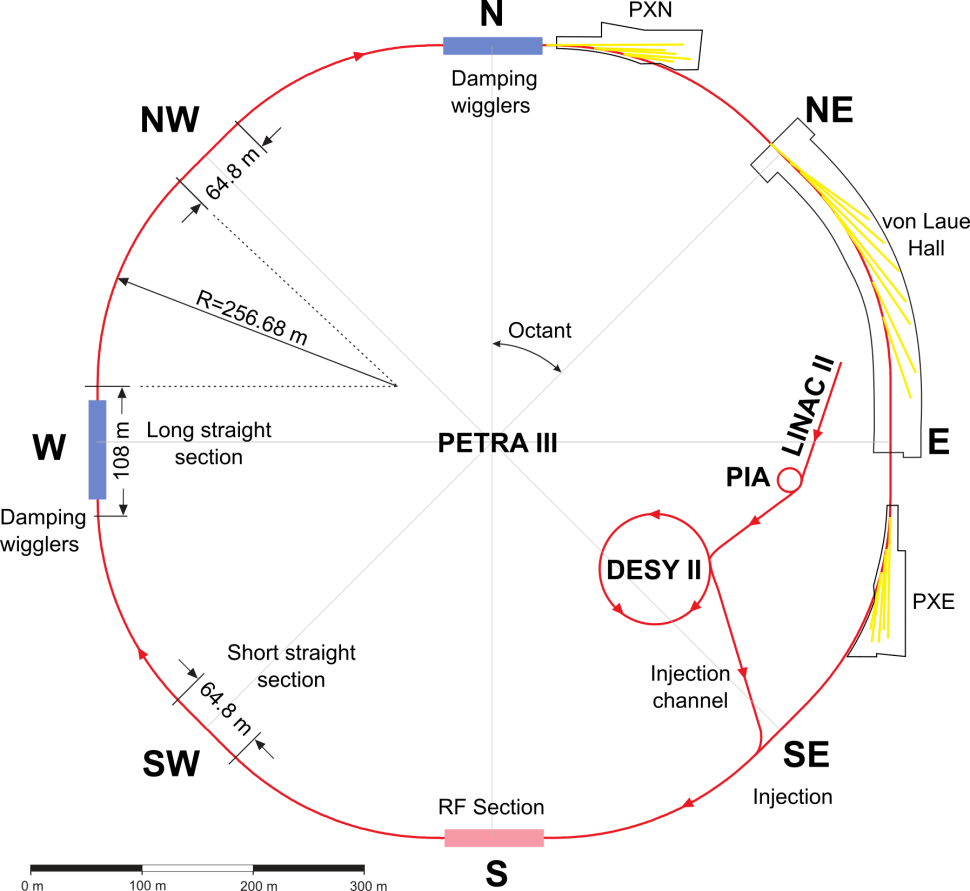 N
PXN
Damping
wigglers
NW
NE
64.8 m
von Laue
Hall
R=256.68 m
Octant
LINAC II
W
Long straight
section
108 m
PETRA III
E
PIA
Damping
wigglers
DESY II
PXE
Short straight
section
Injection
channel
64.8 m
SW
SE
RF Section
Injection
S
0 m
100 m
200 m
300 m